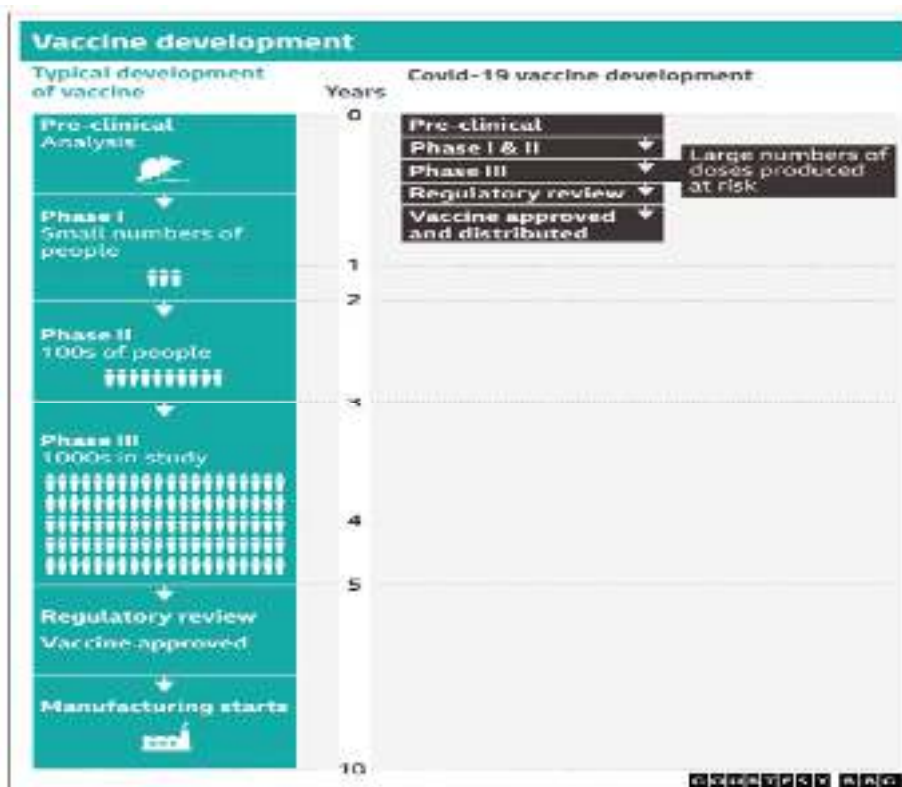 Vaccine development
Typical development
of vaccine
Years
Covid-19 vaccine development
0
Pre-clinical
Analysis
Phase I
Small numbers of
people
1
2
Phase II
100s of people
3
Phase III
1000s in study
4
5
Regulatory review
Vaccine approved
Manufacturing starts
10
Pre-clinical
Phase I & II
Phase III
Regulatory review
Vaccine approved
and distributed
Large numbers of
doses produced
at risk
COURTESY BBC